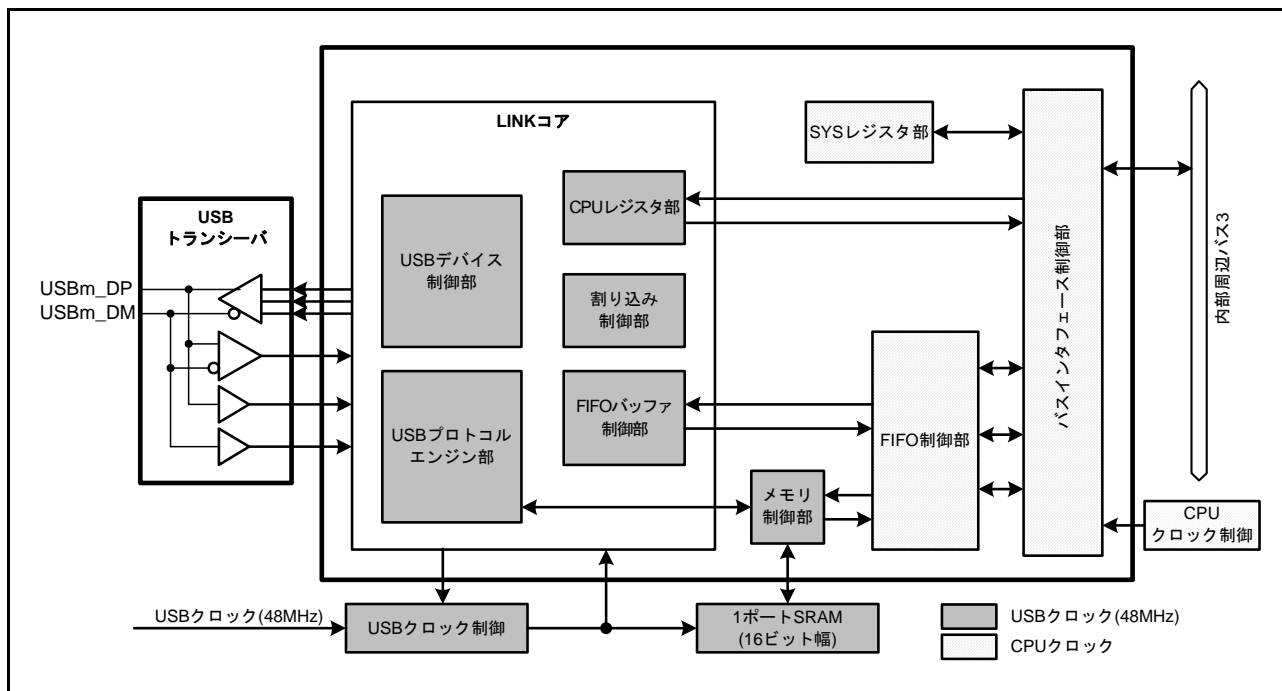 LINKコア
SYSレジスタ部
CPUレジスタ部
USB
トランシーバ
USBデバイス
制御部
割り込み
制御部
USBm_DP
USBm_DM
バスインタフェース制御部
内部周辺バス3
FIFOバッファ
制御部
USBプロトコル
エンジン部
FIFO制御部
メモリ
制御部
CPU
クロック制御
USBクロック(48MHz)
USBクロック制御
1ポートSRAM
(16ビット幅)
USBクロック(48MHz)
CPUクロック